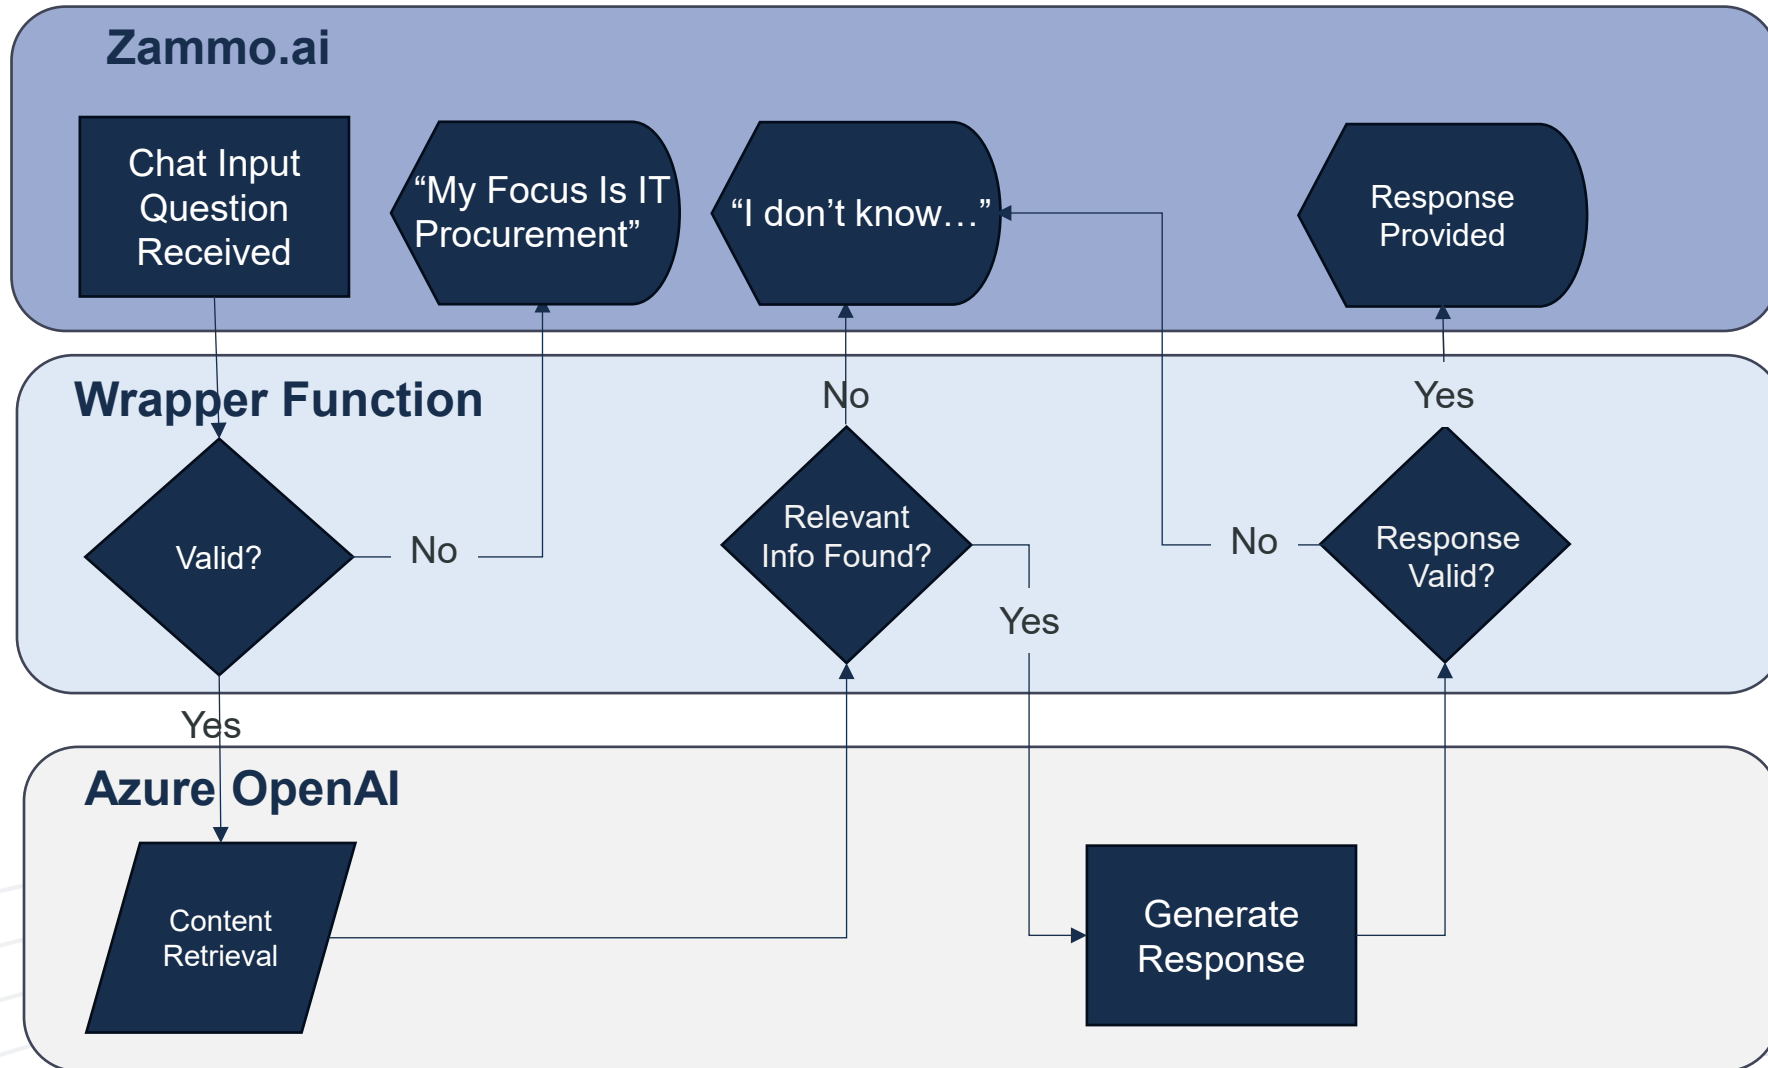 Zammo.ai
Chat Input
Question
Received
“My Focus Is IT
Procurement”
“I don’t know…”
Response
Provided
Wrapper Function
No
Yes
Valid?
No
Relevant
Info Found?
Yes
No
Response
Valid?
Yes
Azure OpenAI
Content
Retrieval
Generate
Response